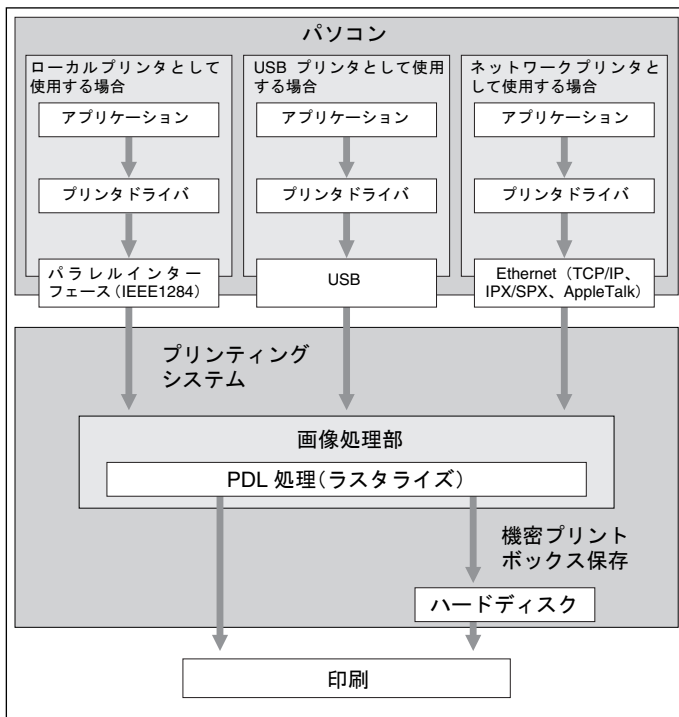 パソコン
ローカルプリンタとして
使用する場合
アプリケーション
プリンタドライバ
パラレルインター
フェース(IEEE1284)
USB プリンタとして使用
する場合
アプリケーション
プリンタドライバ
USB
ネットワークプリンタと
して使用する場合
アプリケーション
プリンタドライバ
Ethernet(TCP/IP、
IPX/SPX、AppleTalk)
プリンティング
システム
画像処理部
PDL 処理(ラスタライズ)
機密プリント
ボックス保存
ハードディスク
印刷